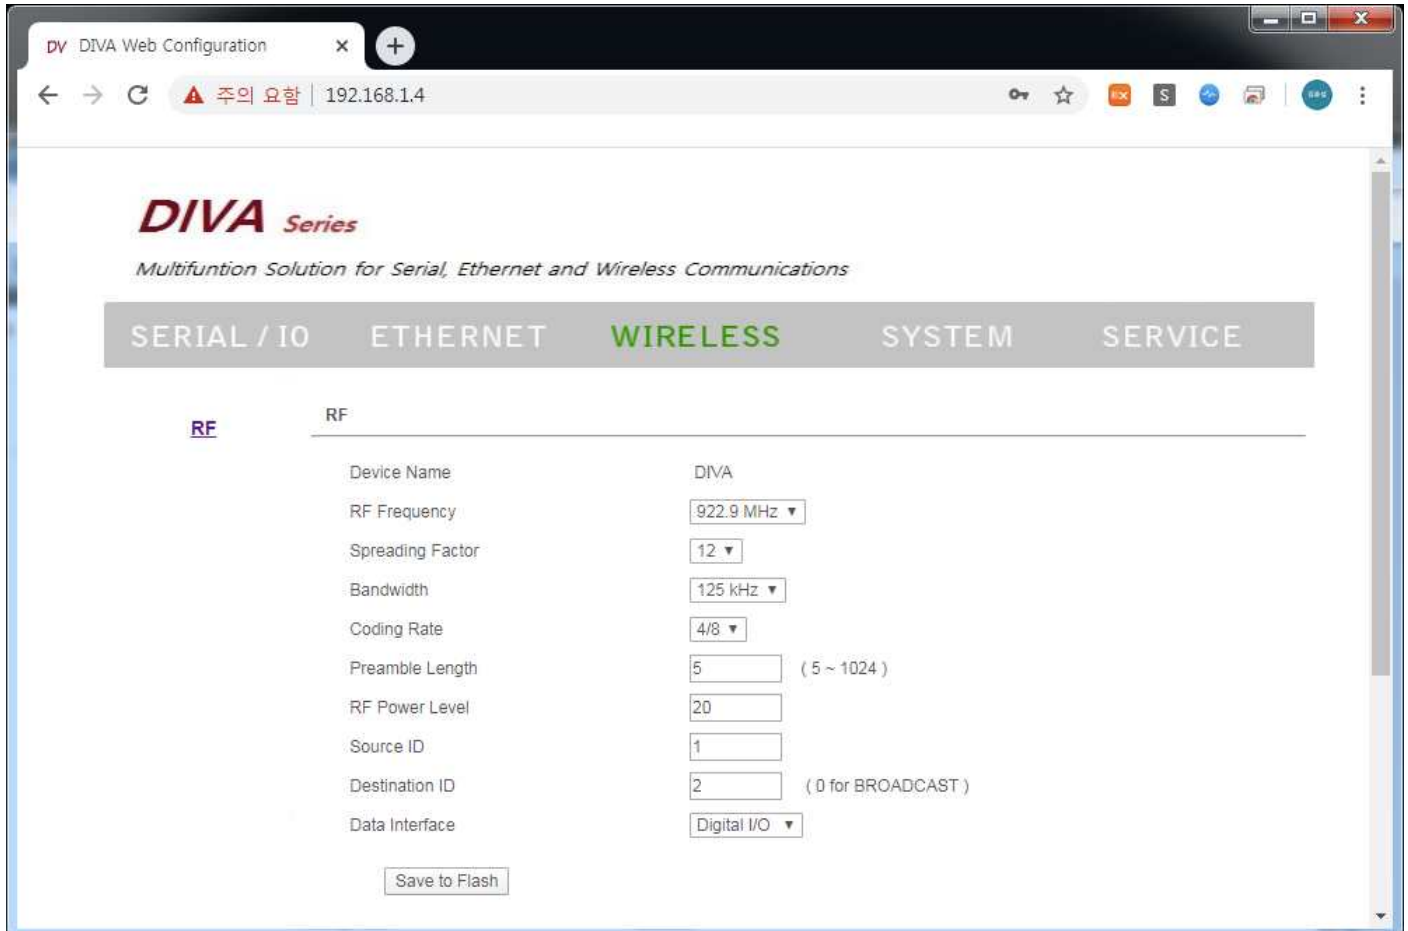 DV DIVA Web Configuration
주의 요함 192.168.1.4
DIVA Series
Multifuntion Solution for Serial, Ethernet and Wireless Communications
SERIAL / IO ETHERNET WIRELESS SYSTEM SERVICE
RF
RF
Device Name DIVA
RF Frequency 922.9 MHz
Spreading Factor 12
Bandwidth 125 kHz
Coding Rate 4/8
Preamble Length 5 ( 5 ~ 1024 )
RF Power Level 20
Source ID 1
Destination ID 2 ( 0 for BROADCAST )
Data Interface Digital I/O
Save to Flash